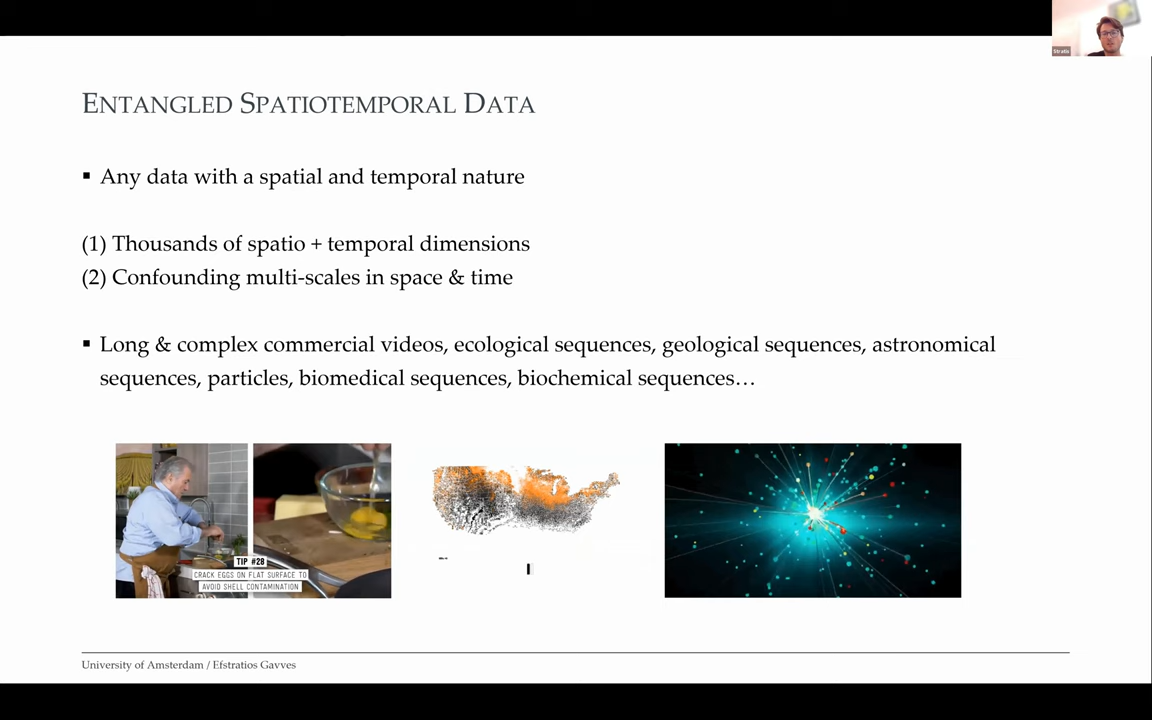 Stratis
ENTANGLED SPATIOTEMPORAL DATA
▪ Any data with a spatial and temporal nature
(1) Thousands of spatio + temporal dimensions
(2) Confounding multi-scales in space & time
▪ Long & complex commercial videos, ecological sequences, geological sequences, astronomical
sequences, particles, biomedical sequences, biochemical sequences…
TIP #28
CRACK EGGS ON FLAT SURFACE TO
AVOID SHELL CONTAMINATION
University of Amsterdam / Efstratios Gavves